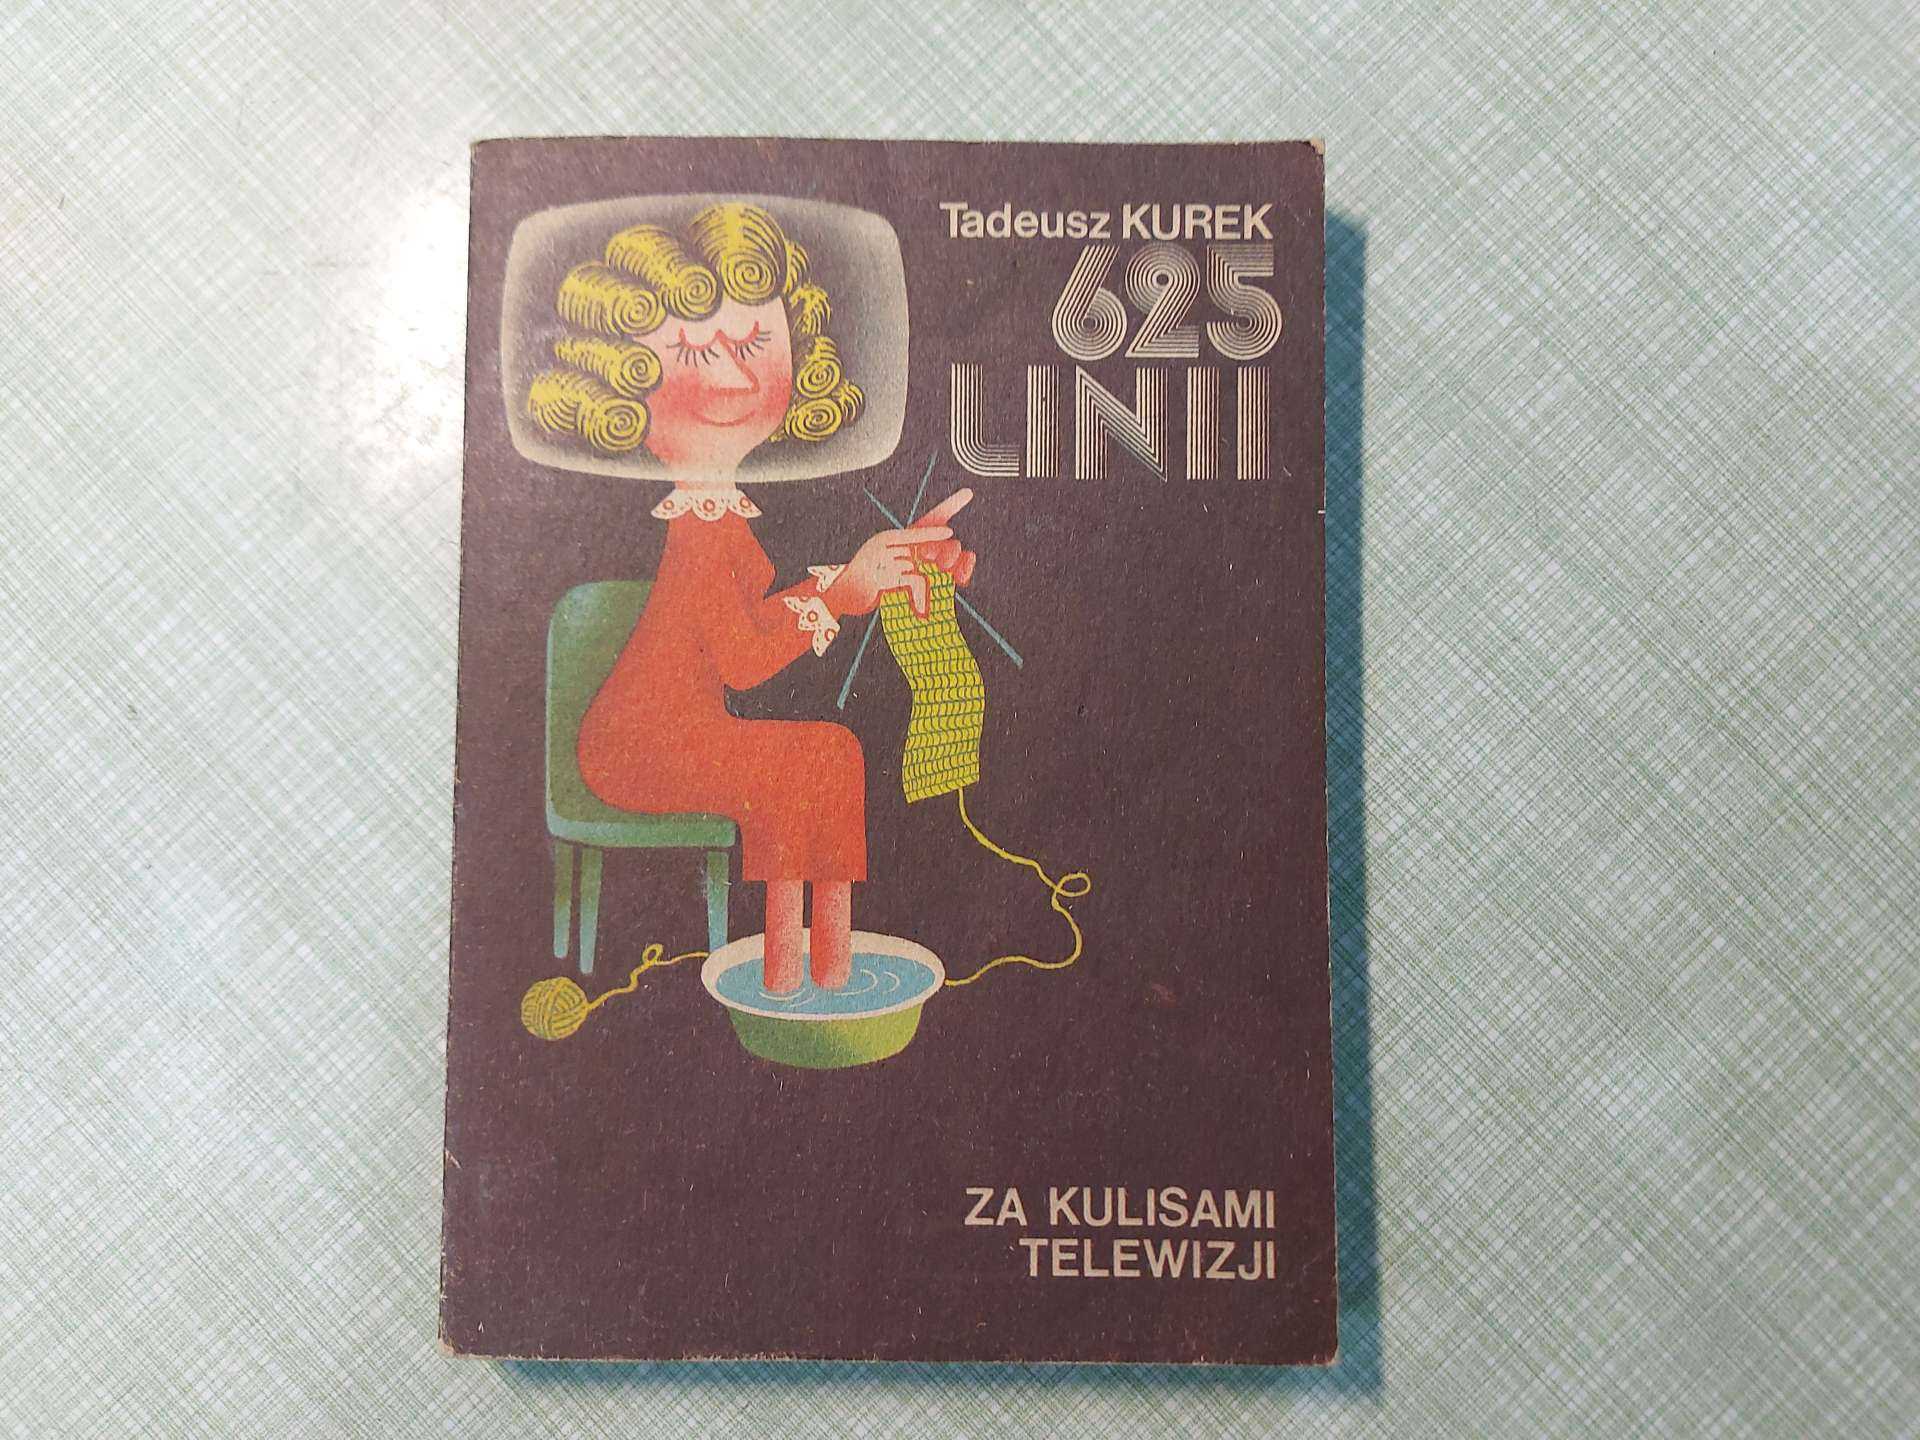 Tadeusz KUREK
625
LINII
ZA KULISAMI
TELEWIZJI